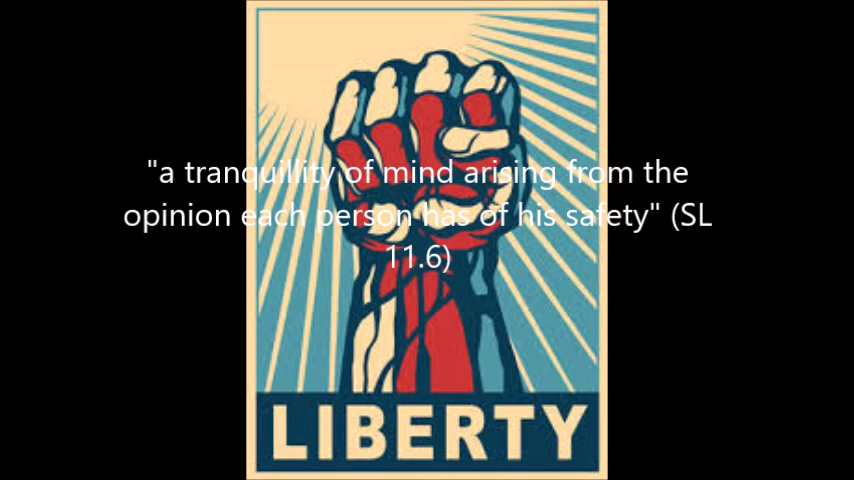 "a tranquillity of mind arising from the
opinion each person has of his safety" (SL
11.6)
LIBERTY